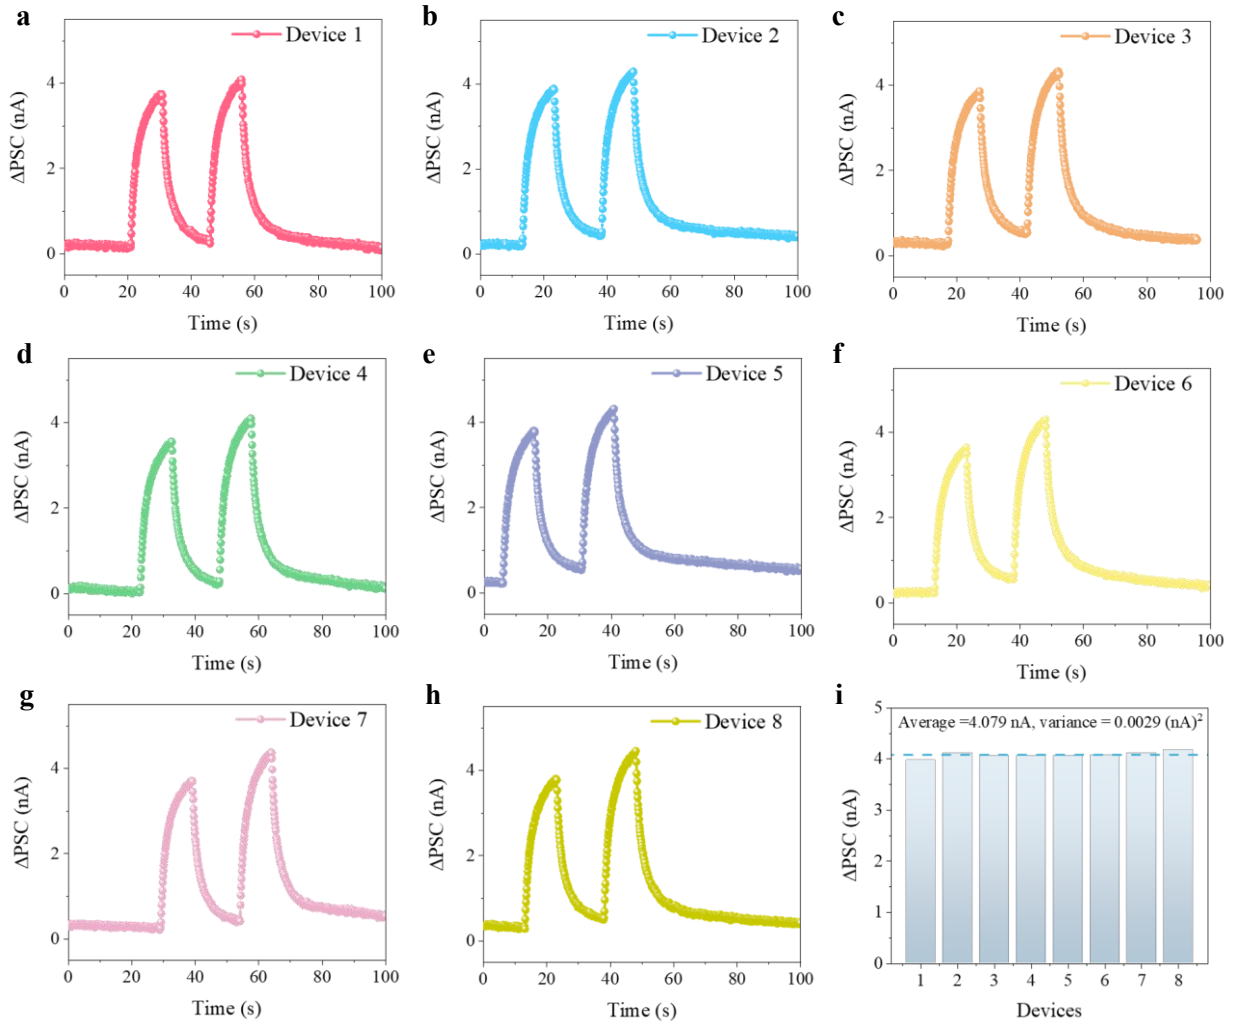 a
Device 1
ΔPSC (nA)
4
2
0
0 20 40 60 80 100
Time (s)
b
Device 2
ΔPSC (nA)
4
2
0
0 20 40 60 80 100
Time (s)
c
Device 3
ΔPSC (nA)
4
2
0
0 20 40 60 80 100
Time (s)
d
Device 4
ΔPSC (nA)
4
2
0
0 20 40 60 80 100
Time (s)
e
Device 5
ΔPSC (nA)
4
2
0
0 20 40 60 80 100
Time (s)
f
Device 6
ΔPSC (nA)
4
2
0
0 20 40 60 80 100
Time (s)
g
Device 7
ΔPSC (nA)
4
2
0
0 20 40 60 80 100
Time (s)
h
Device 8
ΔPSC (nA)
4
2
0
0 20 40 60 80 100
Time (s)
i
Average =4.079 nA, variance = 0.0029 (nA)²
ΔPSC (nA)
5
4
3
2
1
0
1 2 3 4 5 6 7 8
Devices